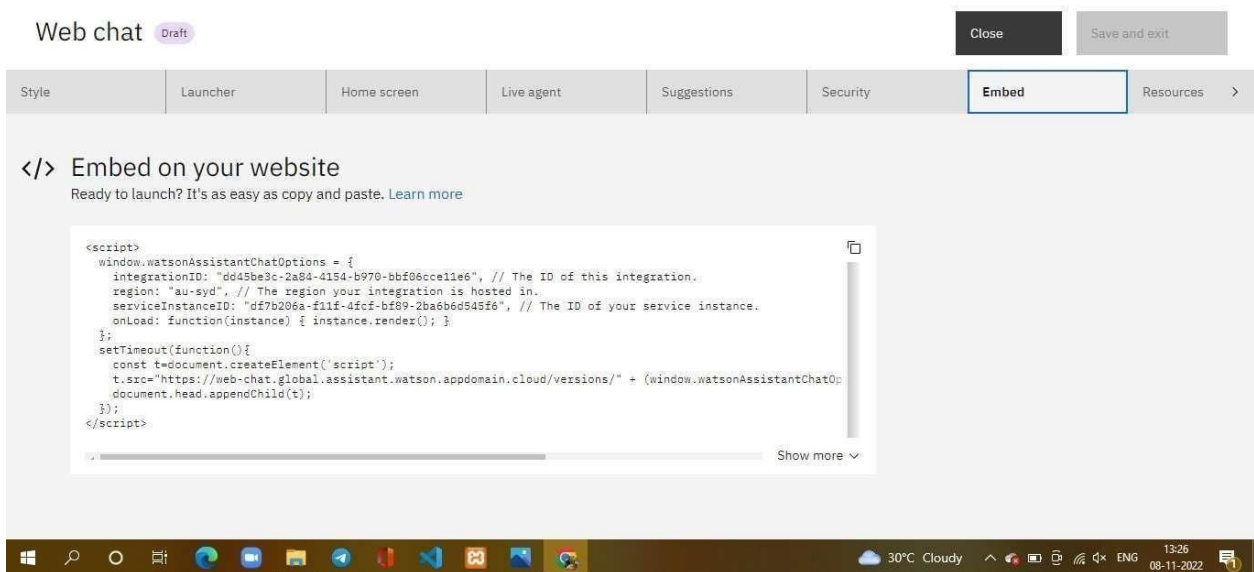 Web chat Draft
Close
Save and exit
Style
Launcher
Home screen
Live agent
Suggestions
Security
Embed
Resources >
</> Embed on your website
Ready to launch? It's as easy as copy and paste. Learn more
<script>
window.watsonAssistantChatOptions = {
integrationID: "dd45be3c-2a84-4154-b970-bbf06cce11e6", // The ID of this integration.
region: "au-syd", // The region your integration is hosted in.
serviceInstanceID: "df7b206a-f11f-4fcf-bf89-2ba6b6d545f6", // The ID of your service instance.
onLoad: function(instance) { instance.render(); }
};
setTimeout(function(){
const t=document.createElement('script');
t.src="https://web-chat.global.assistant.watson.appdomain.cloud/versions/" + (window.watsonAssistantChatOp
document.head.appendChild(t);
});
</script>
Show more
30°C Cloudy
ENG
13:26
08-11-2022
1